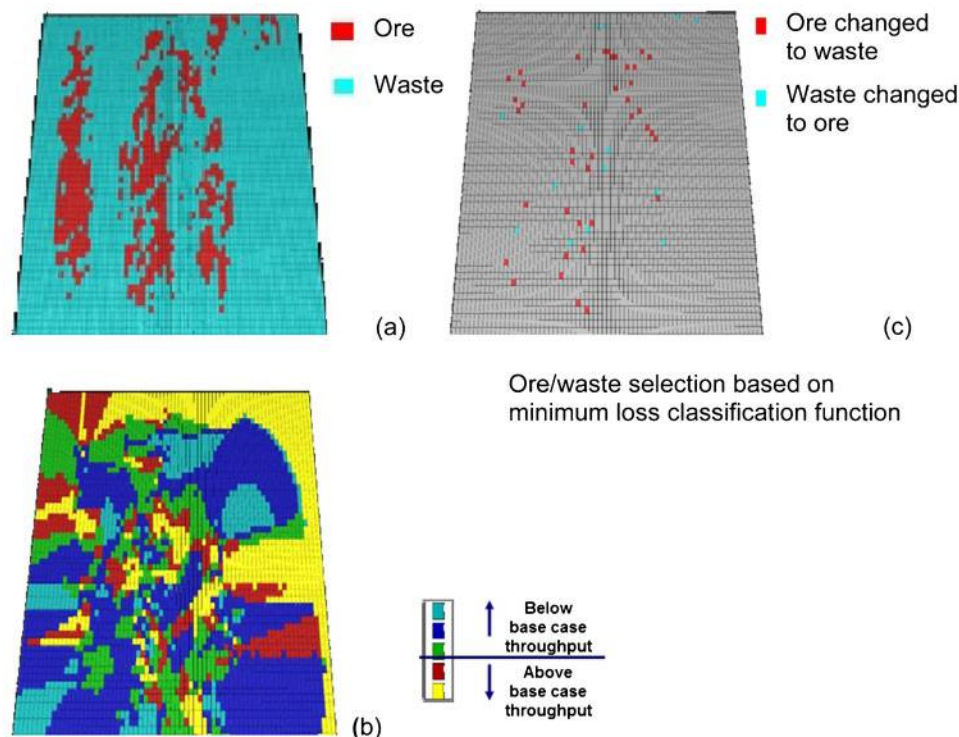 Ore
Waste
(a)
Ore changed
to waste
Waste changed
to ore
(c)
Ore/waste selection based on
minimum loss classification function
Below
base case
throughput
Above
base case
throughput
(b)